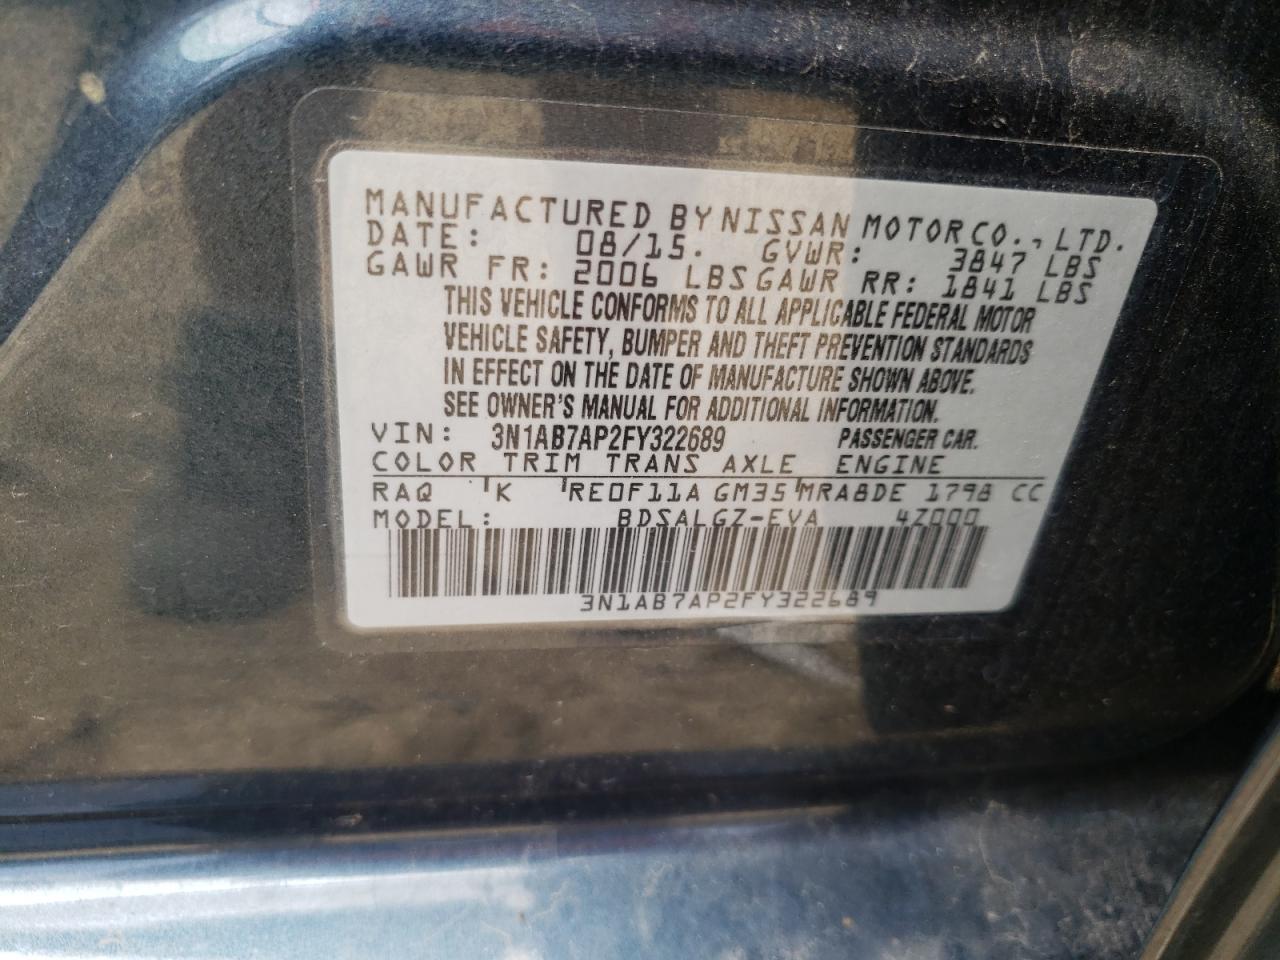 MANUFACTURED BY NISSAN MOTOR CO., LTD.
DATE: 08/15. GVWR: 3847 LBS
GAWR FR: 2006 LBS GAWR RR: 1841 LBS
THIS VEHICLE CONFORMS TO ALL APPLICABLE FEDERAL MOTOR
VEHICLE SAFETY, BUMPER AND THEFT PREVENTION STANDARDS
IN EFFECT ON THE DATE OF MANUFACTURE SHOWN ABOVE.
SEE OWNER'S MANUAL FOR ADDITIONAL INFORMATION.
VIN: 3N1AB7AP2FY322689 PASSENGER CAR.
COLOR TRIM TRANS AXLE ENGINE
RAQ K RE0F11A GM35 MRA8DE 1798 CC
MODEL: BDSALGZ-EVA 4Z000
3N1AB7AP2FY322689